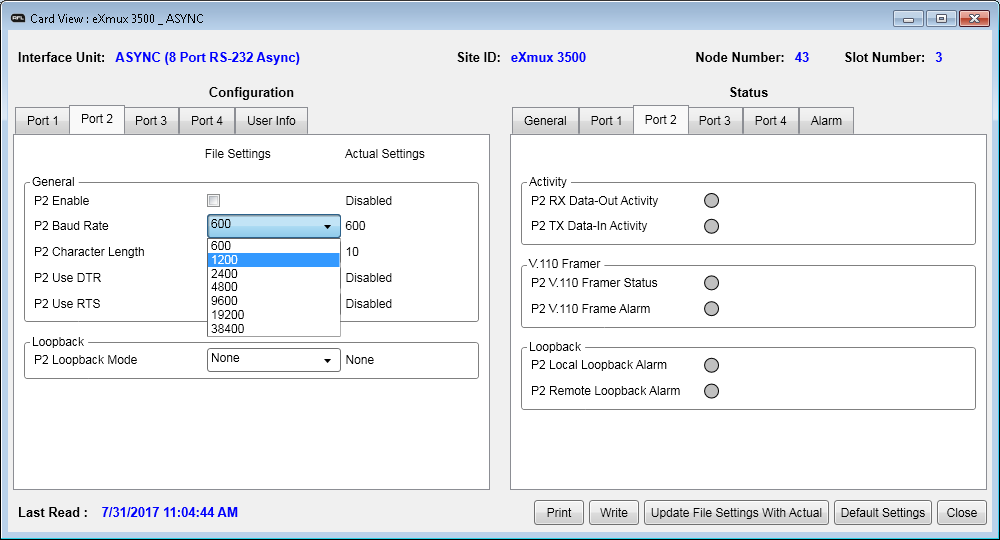 AFL Card View : eXmux 3500 _ ASYNC
Interface Unit: ASYNC (8 Port RS-232 Async) Site ID: eXmux 3500 Node Number: 43 Slot Number: 3
Configuration
Port 1 Port 2 Port 3 Port 4 User Info
File Settings Actual Settings
General
P2 Enable Disabled
P2 Baud Rate 600 600
P2 Character Length 10
P2 Use DTR Disabled
P2 Use RTS Disabled
600
1200
2400
4800
9600
19200
38400
Loopback
P2 Loopback Mode None None
Status
General Port 1 Port 2 Port 3 Port 4 Alarm
Activity
P2 RX Data-Out Activity
P2 TX Data-In Activity
V.110 Framer
P2 V.110 Framer Status
P2 V.110 Frame Alarm
Loopback
P2 Local Loopback Alarm
P2 Remote Loopback Alarm
Last Read : 7/31/2017 11:04:44 AM
Print Write Update File Settings With Actual Default Settings Close